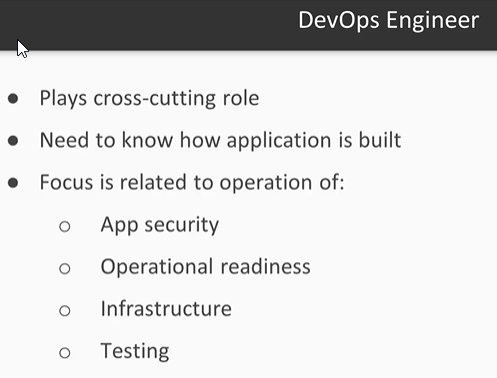 DevOps Engineer
● Plays cross-cutting role
● Need to know how application is built
● Focus is related to operation of:
○ App security
○ Operational readiness
○ Infrastructure
○ Testing